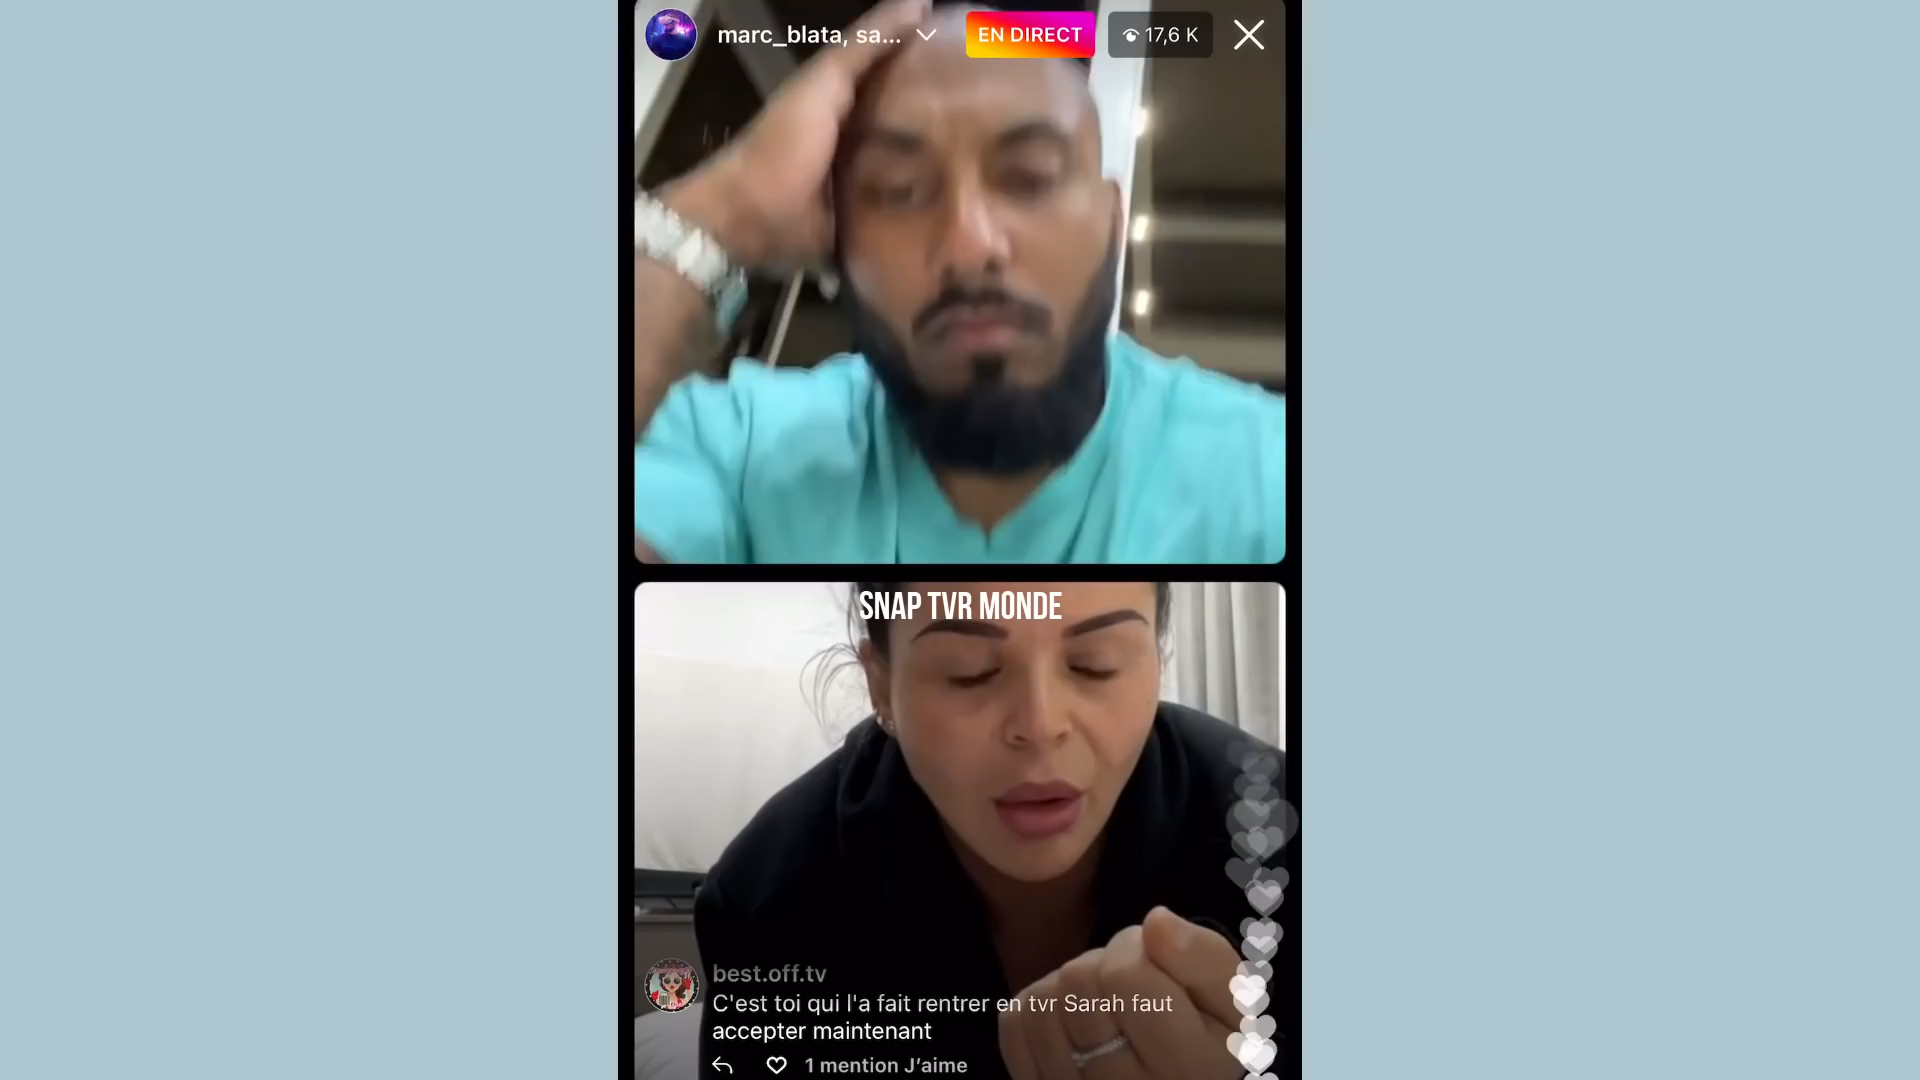 marc_blata, sa...
EN DIRECT
17,6 K
SNAP TVR MONDE
best.off.tv
C'est toi qui l'a fait rentrer en tvr Sarah faut
accepter maintenant
1 mention J’aime